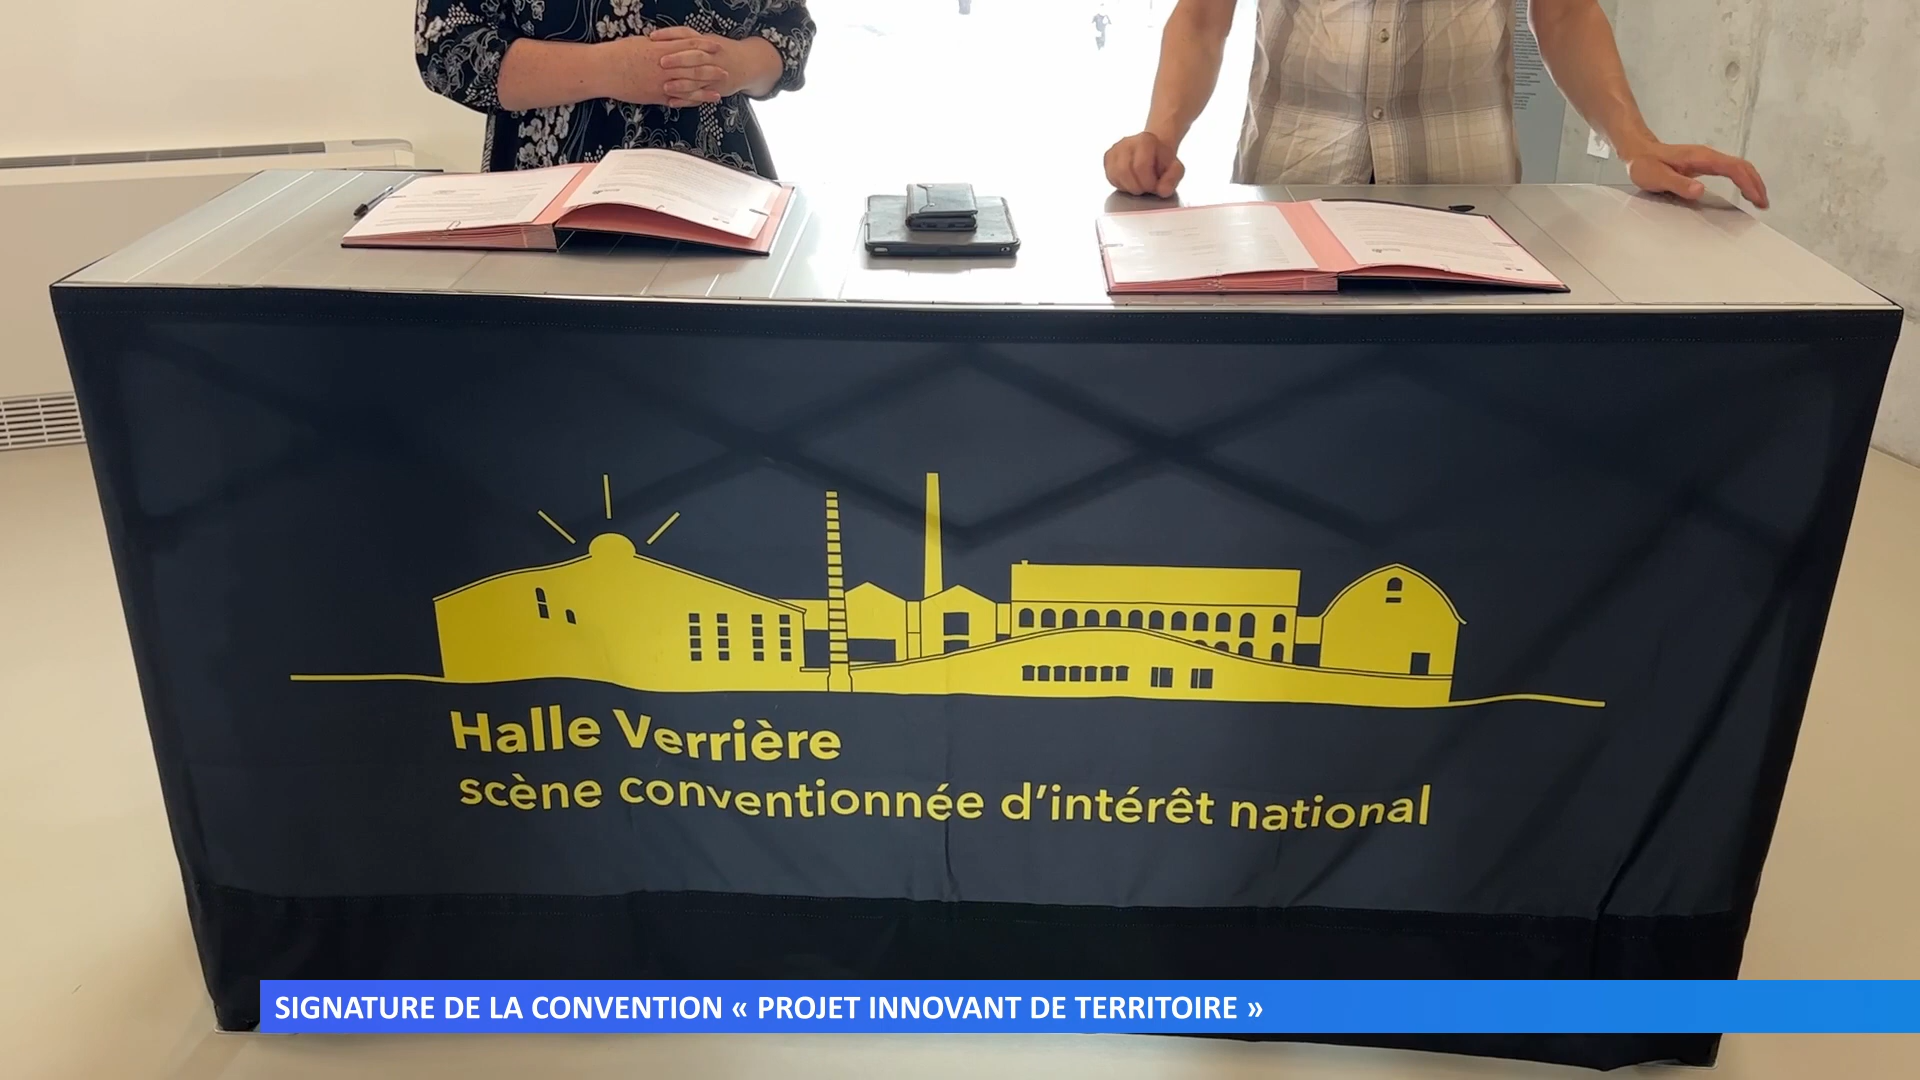 Halle Verrière
scène conventionnée d'intérêt national
SIGNATURE DE LA CONVENTION « PROJET INNOVANT DE TERRITOIRE »